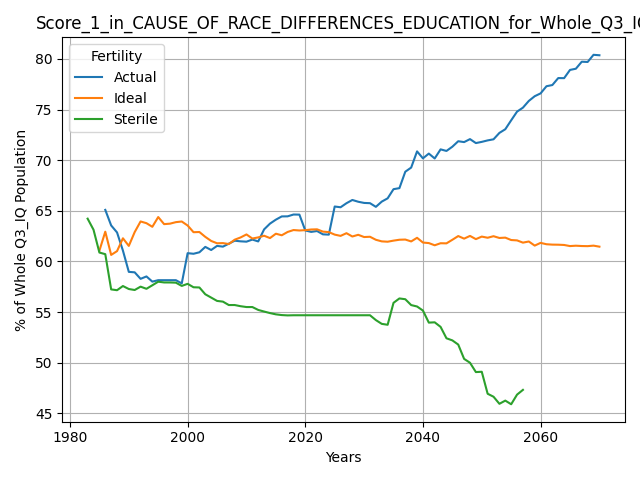 Score_1_in_CAUSE_OF_RACE_DIFFERENCES_EDUCATION_for_Whole_Q3_IQ
Fertility
Actual
Ideal
Sterile
% of Whole Q3_IQ Population
80
75
70
65
60
55
50
45
1980 2000 2020 2040 2060
Years